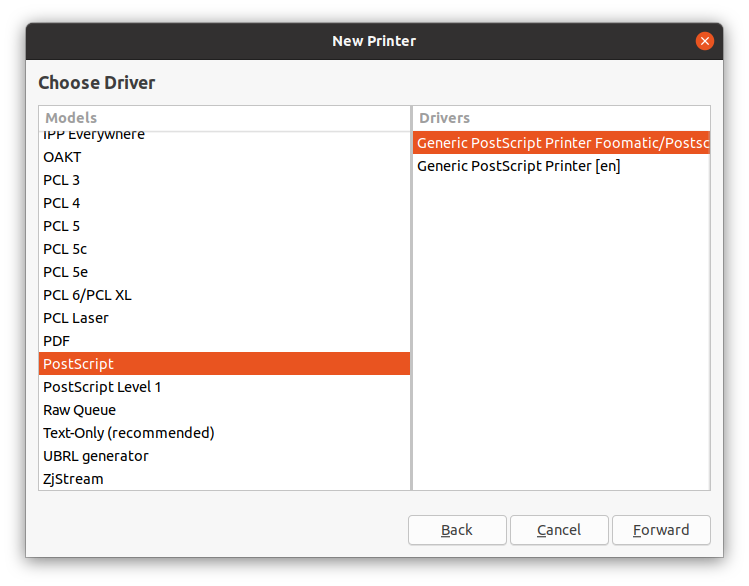 New Printer
Choose Driver
Models
Drivers
IPP Everywhere
OAKT
PCL 3
PCL 4
PCL 5
PCL 5c
PCL 5e
PCL 6/PCL XL
PCL Laser
PDF
PostScript
PostScript Level 1
Raw Queue
Text-Only (recommended)
UBRL generator
ZjStream
Generic PostScript Printer Foomatic/Postsc
Generic PostScript Printer [en]
Back
Cancel
Forward